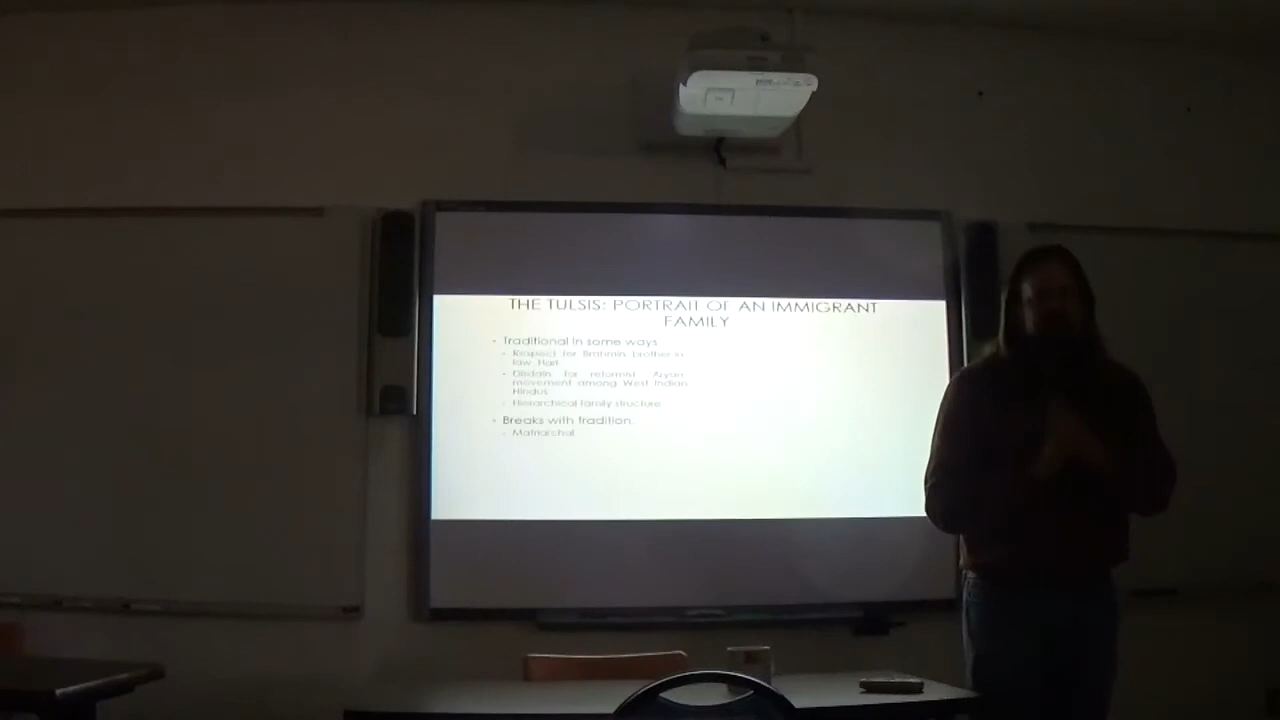 THE TULSIS: PORTRAIT OF AN IMMIGRANT
FAMILY
• Traditional in some ways
• Respect for Brahmin brother-in-
law Hari
• Disdain for reformist Aryan
movement among West Indian
Hindus
• Hierarchical family structure
• Breaks with tradition.
• Matriarchal